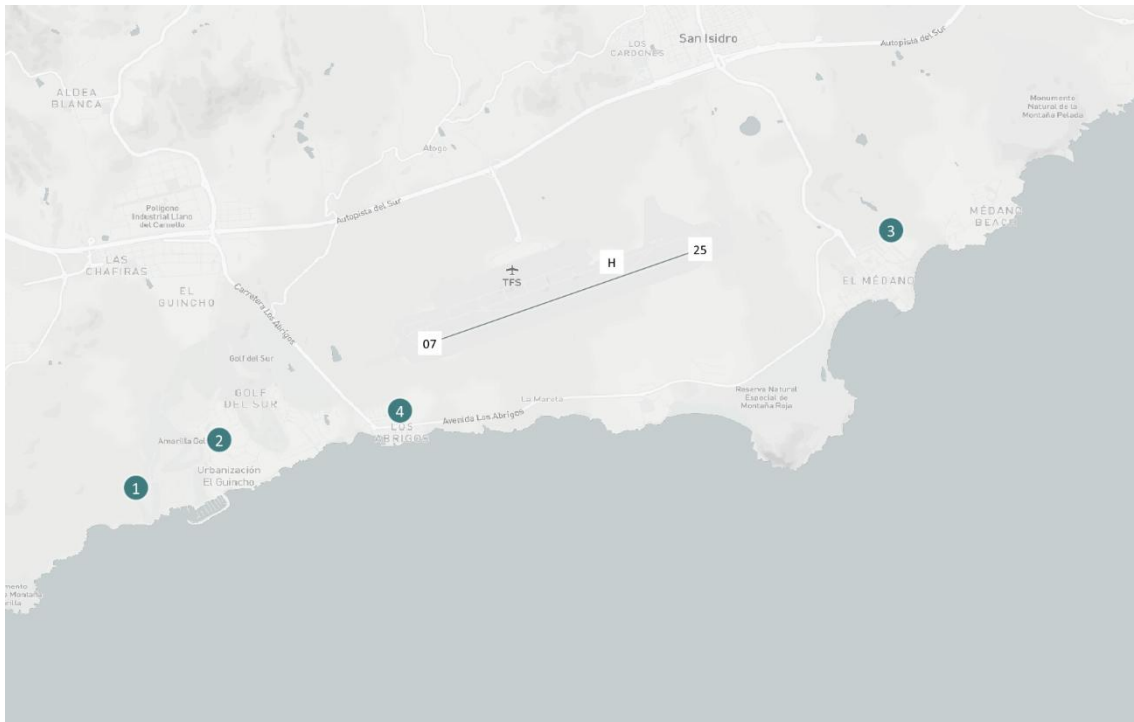 San Isidro
LOS
CARDONES
Autopista del Sur
ALDEA
BLANCA
Monumento
Natural de la
Montaña Pelada
Atogo
Polígono
Industrial Llano
del Camello
Autopista del Sur
MÉDANO
BEACH
3
LAS
CHAFIRAS
H
25
TFS
EL MÉDANO
EL
GUINCHO
Carretera Los Abrigos
07
Golf del Sur
GOLF
DEL SUR
Reserva Natural
Especial de
Montaña Roja
La Mareta
4
Avenida Los Abrigos
LOS
ABRIGOS
Amarilla Gol
2
Urbanización
El Guincho
1
mento
Montaña
arilla